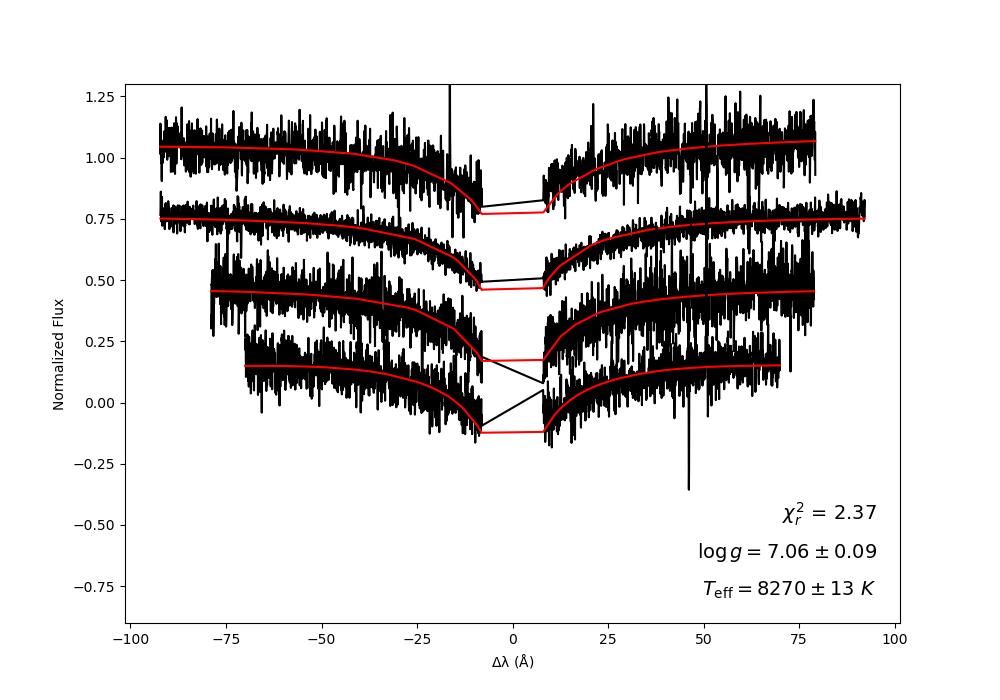 1.25
1.00
0.75
0.50
0.25
0.00
−0.25
−0.50
−0.75
Normalized Flux
χ²ᵣ = 2.37
log g = 7.06 ± 0.09
T_eff = 8270 ± 13 K
−100 −75 −50 −25 0 25 50 75 100
Δλ (Å)